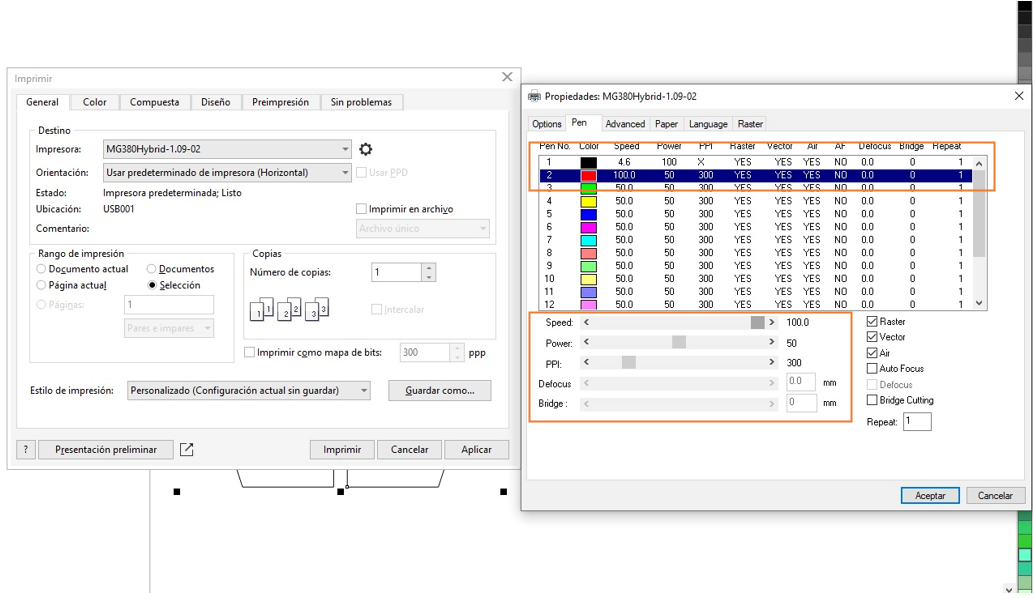 Imprimir
General Color Compuesta Diseño Preimpresión Sin problemas
Destino
Impresora: MG380Hybrid-1.09-02
Orientación: Usar predeterminado de impresora (Horizontal) Usar PPD
Estado: Impresora predeterminada; Listo
Ubicación: USB001 Imprimir en archivo
Comentario: Archivo único
Rango de impresión
Documento actual Documentos
Página actual Selección
Páginas: 1
Pares e impares
Copias
Número de copias: 1
1 1 2 2 3 3
Intercalar
Imprimir como mapa de bits: 300 ppp
Estilo de impresión: Personalizado (Configuración actual sin guardar) Guardar como...
? Presentación preliminar Imprimir Cancelar Aplicar
Propiedades: MG380Hybrid-1.09-02
Options Pen Advanced Paper Language Raster
Pen No. Color Speed Power PPI Raster Vector Air AF Defocus Bridge Repeat
1 4.6 100 X YES YES YES NO 0.0 0 1
2 100.0 50 300 YES YES YES NO 0.0 0 1
3 50.0 50 300 YES YES YES NO 0.0 0 1
4 50.0 50 300 YES YES YES NO 0.0 0 1
5 50.0 50 300 YES YES YES NO 0.0 0 1
6 50.0 50 300 YES YES YES NO 0.0 0 1
7 50.0 50 300 YES YES YES NO 0.0 0 1
8 50.0 50 300 YES YES YES NO 0.0 0 1
9 50.0 50 300 YES YES YES NO 0.0 0 1
10 50.0 50 300 YES YES YES NO 0.0 0 1
11 50.0 50 300 YES YES YES NO 0.0 0 1
12 50.0 50 300 YES YES YES NO 0.0 0 1
Speed: 100.0
Power: 50
PPI: 300
Defocus 0.0 mm
Bridge : 0 mm
Raster
Vector
Air
Auto Focus
Defocus
Bridge Cutting
Repeat: 1
Aceptar Cancelar